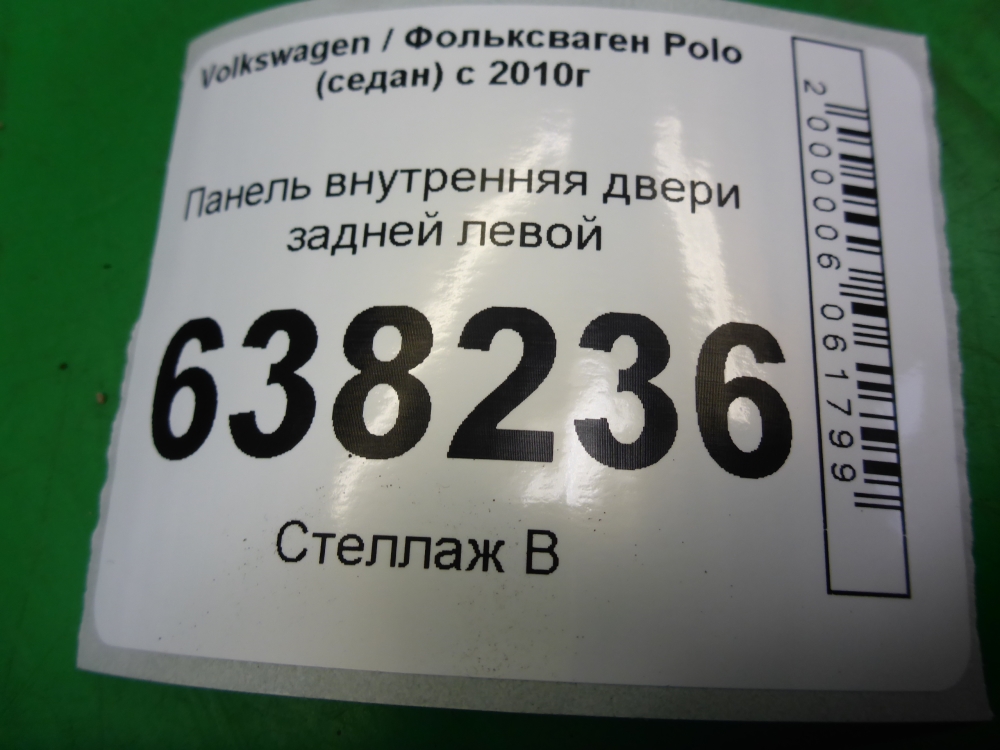 Volkswagen / Фольксваген Polo
(седан) с 2010г
Панель внутренняя двери
задней левой
638236
Стеллаж В
2000006061799